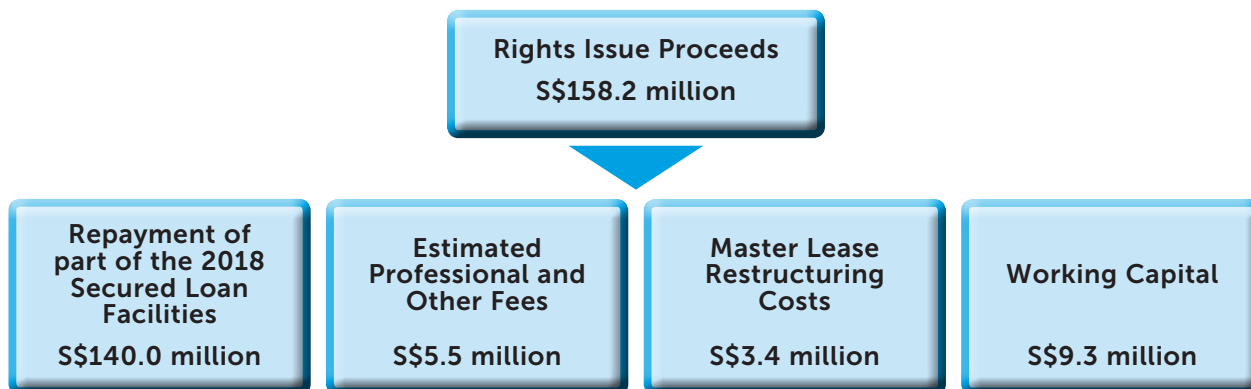 Rights Issue Proceeds
S$158.2 million
Repayment of
part of the 2018
Secured Loan
Facilities
S$140.0 million
Estimated
Professional and
Other Fees
S$5.5 million
Master Lease
Restructuring
Costs
S$3.4 million
Working Capital
S$9.3 million